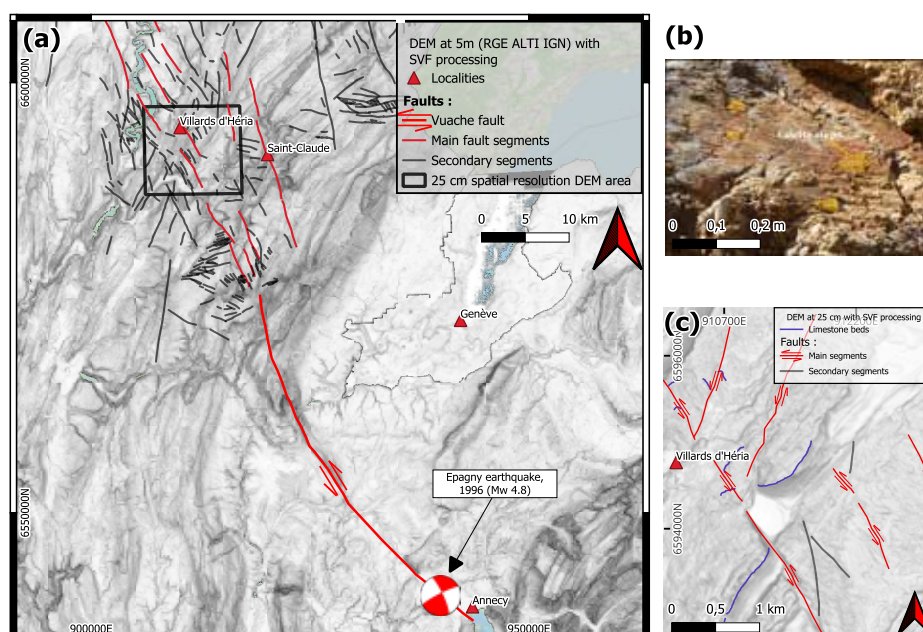 (a)
DEM at 5m (RGE ALTI IGN) with
SVF processing
Localities
Faults :
Vuache fault
Main fault segments
Secondary segments
25 cm spatial resolution DEM area
0 5 10 km
6600000N
Villards d'Héria
Saint-Claude
Genève
Epagny earthquake,
1996 (Mw 4.8)
6550000N
Annecy
900000E
950000E
(b)
0 0,1 0,2 m
(c)
910700E
912200E
DEM at 25 cm with SVF processing
Limestone beds
Faults :
Main segments
Secondary segments
6596000N
Villards d'Héria
6594000N
0 0,5 1 km